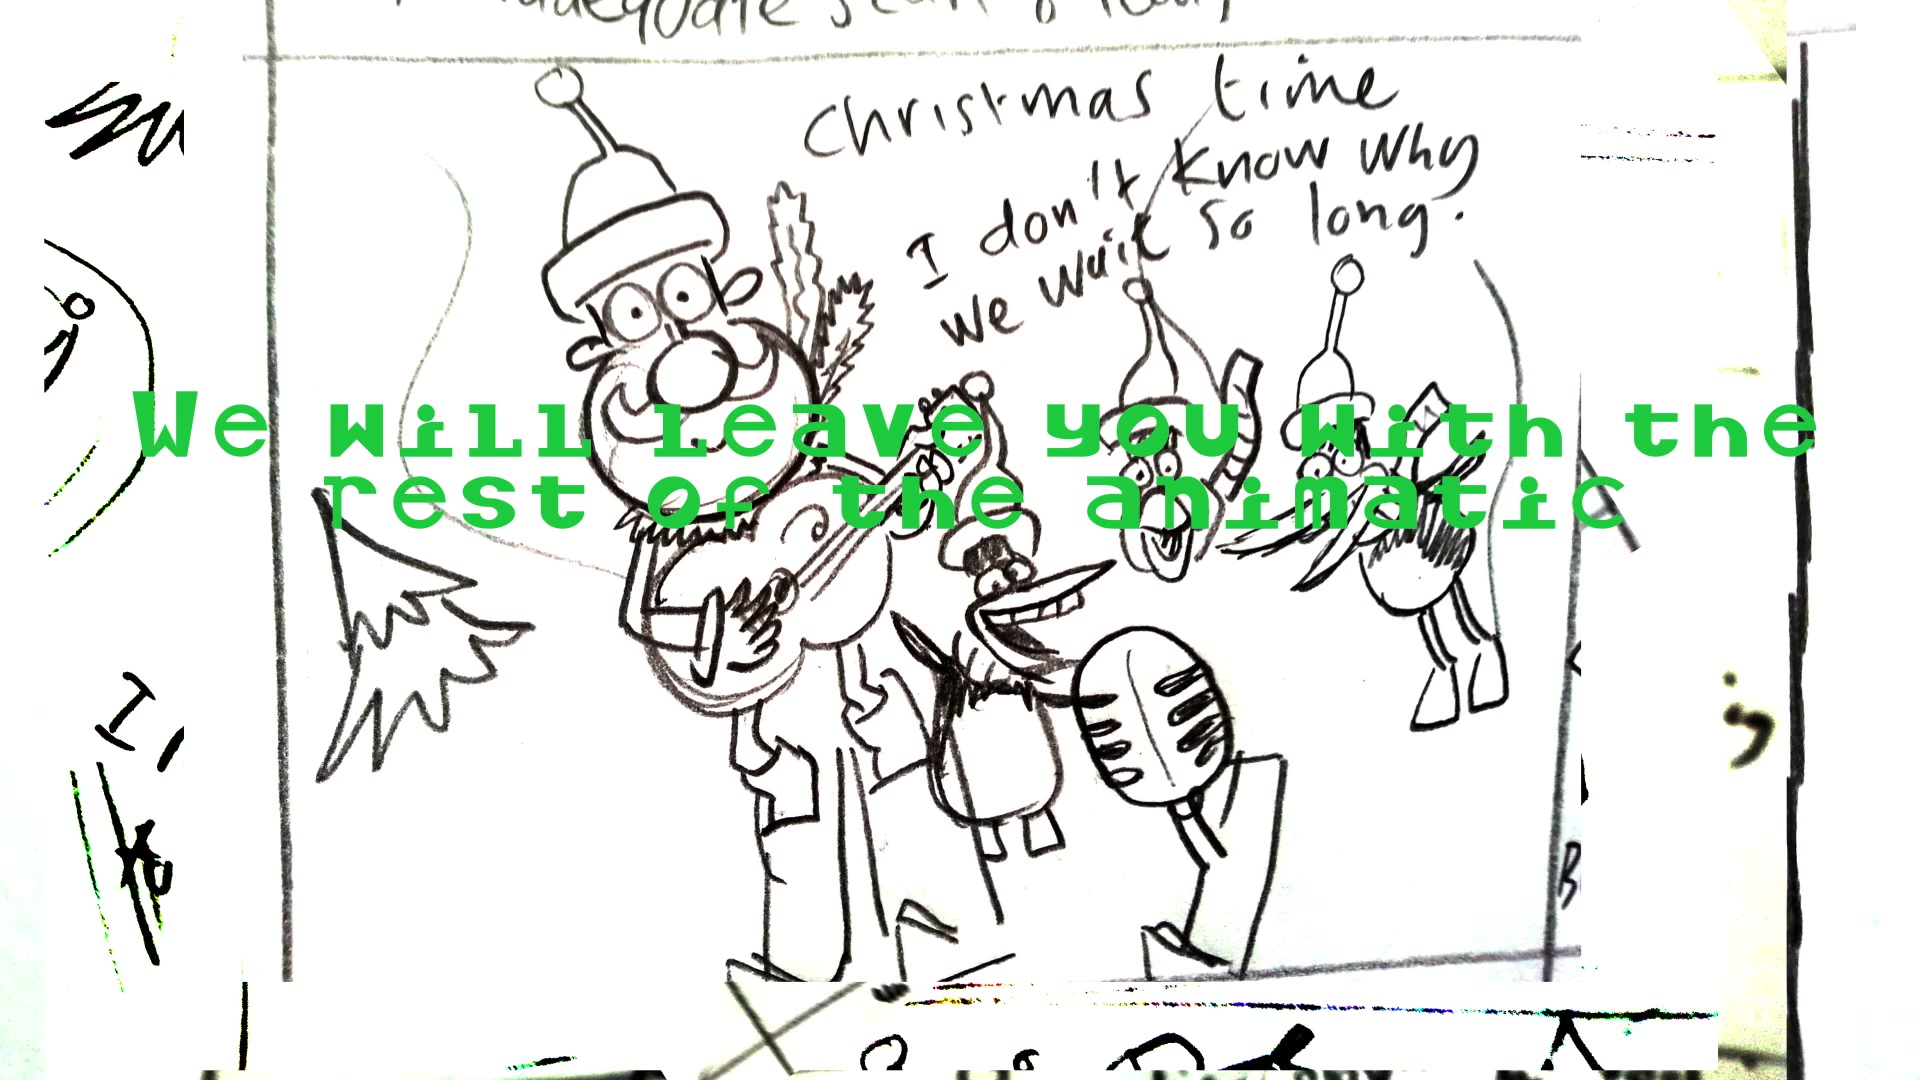 Christmas time
I don't know why
we wait so long.
We will leave you with the
rest of the animatic